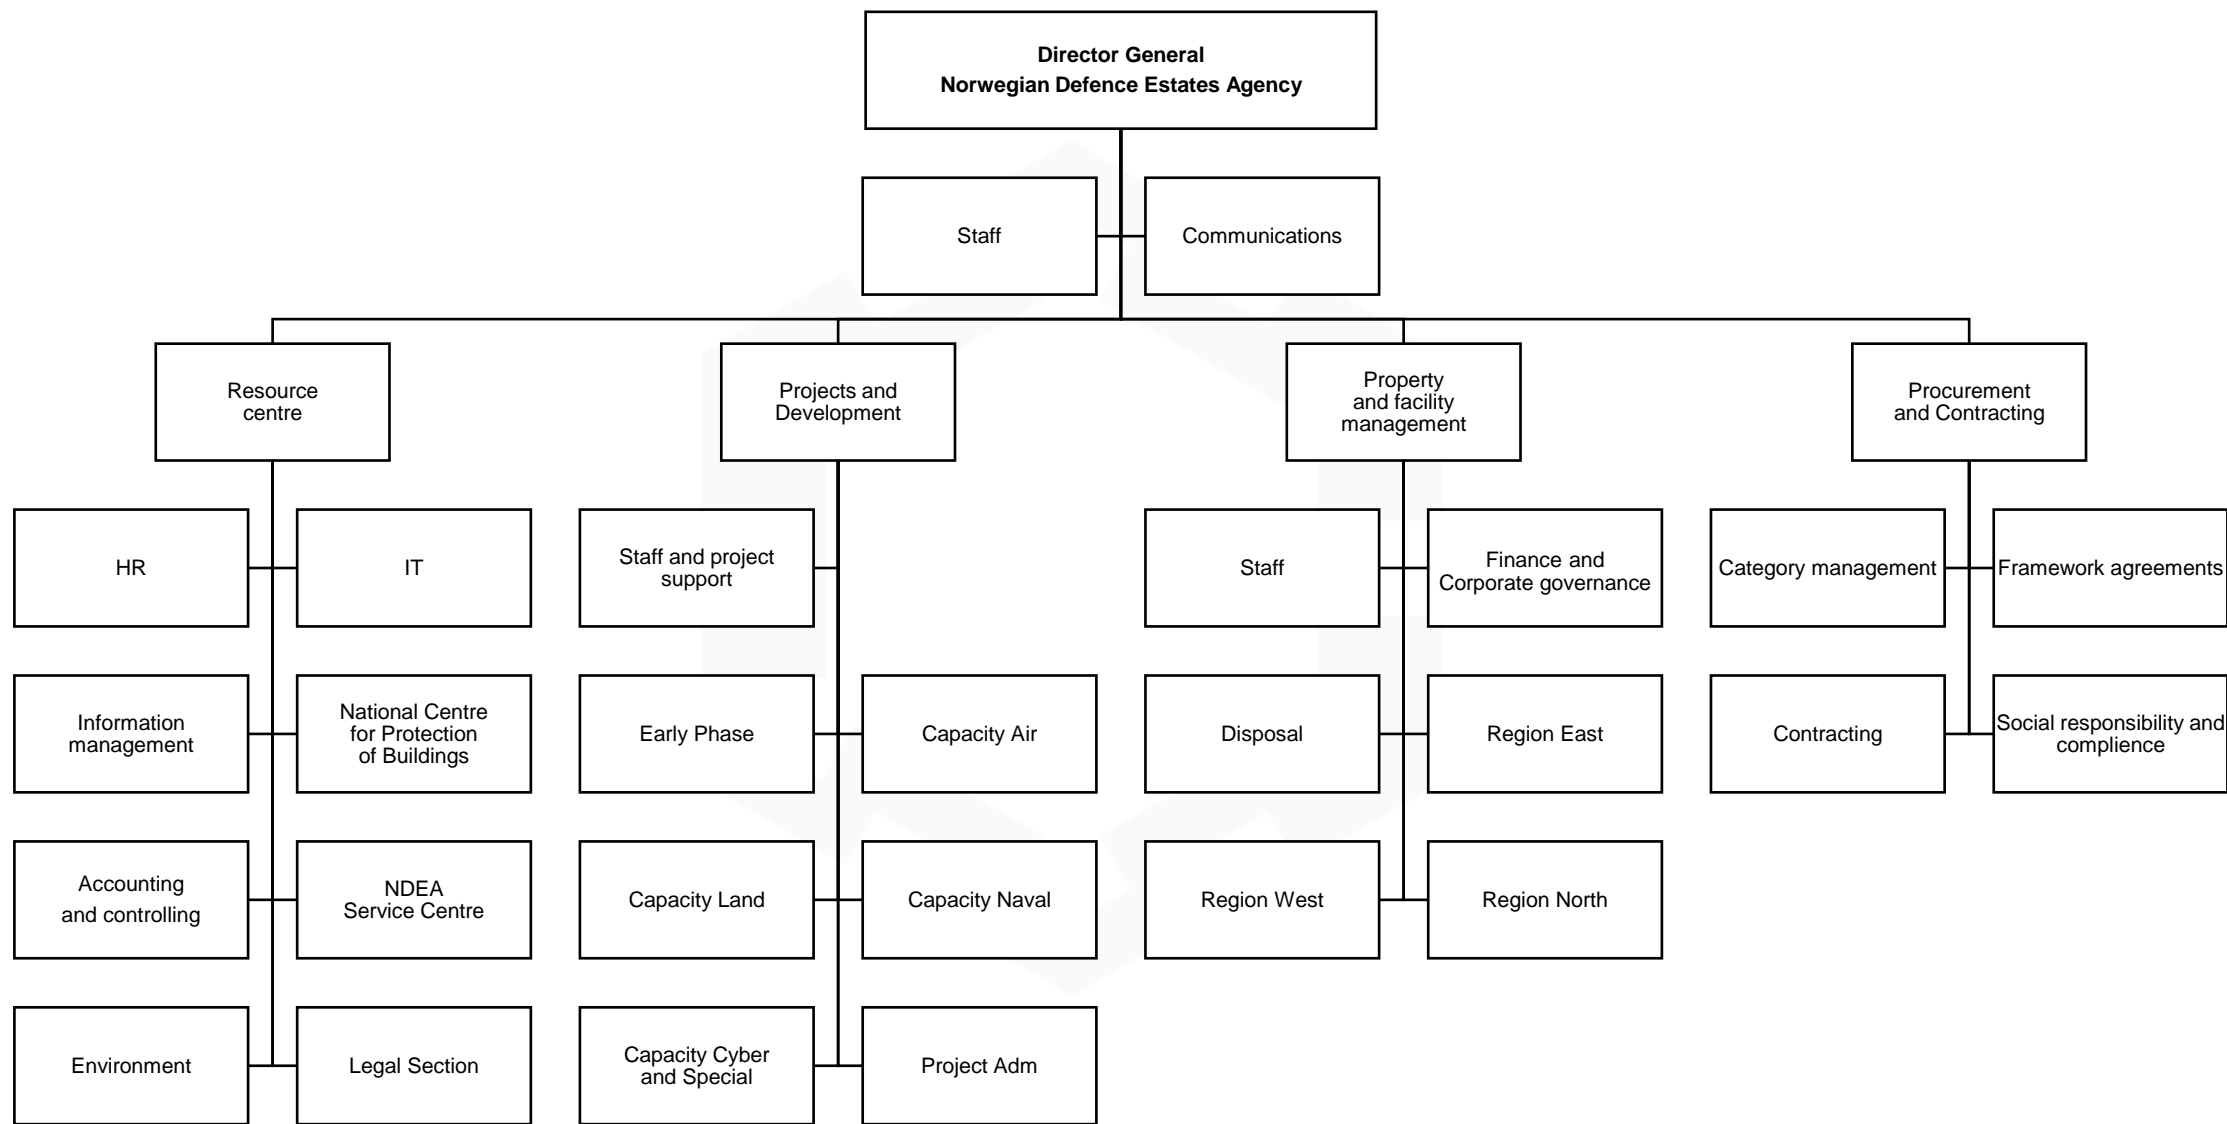 Director General
Norwegian Defence Estates Agency
Staff
Communications
Resource
centre
Projects and
Development
Property
and facility
management
Procurement
and Contracting
HR
IT
Staff and project
support
Staff
Finance and
Corporate governance
Category management
Framework agreements
Information
management
National Centre
for Protection
of Buildings
Early Phase
Capacity Air
Disposal
Region East
Contracting
Social responsibility and
complience
Accounting
and controlling
NDEA
Service Centre
Capacity Land
Capacity Naval
Region West
Region North
Environment
Legal Section
Capacity Cyber
and Special
Project Adm